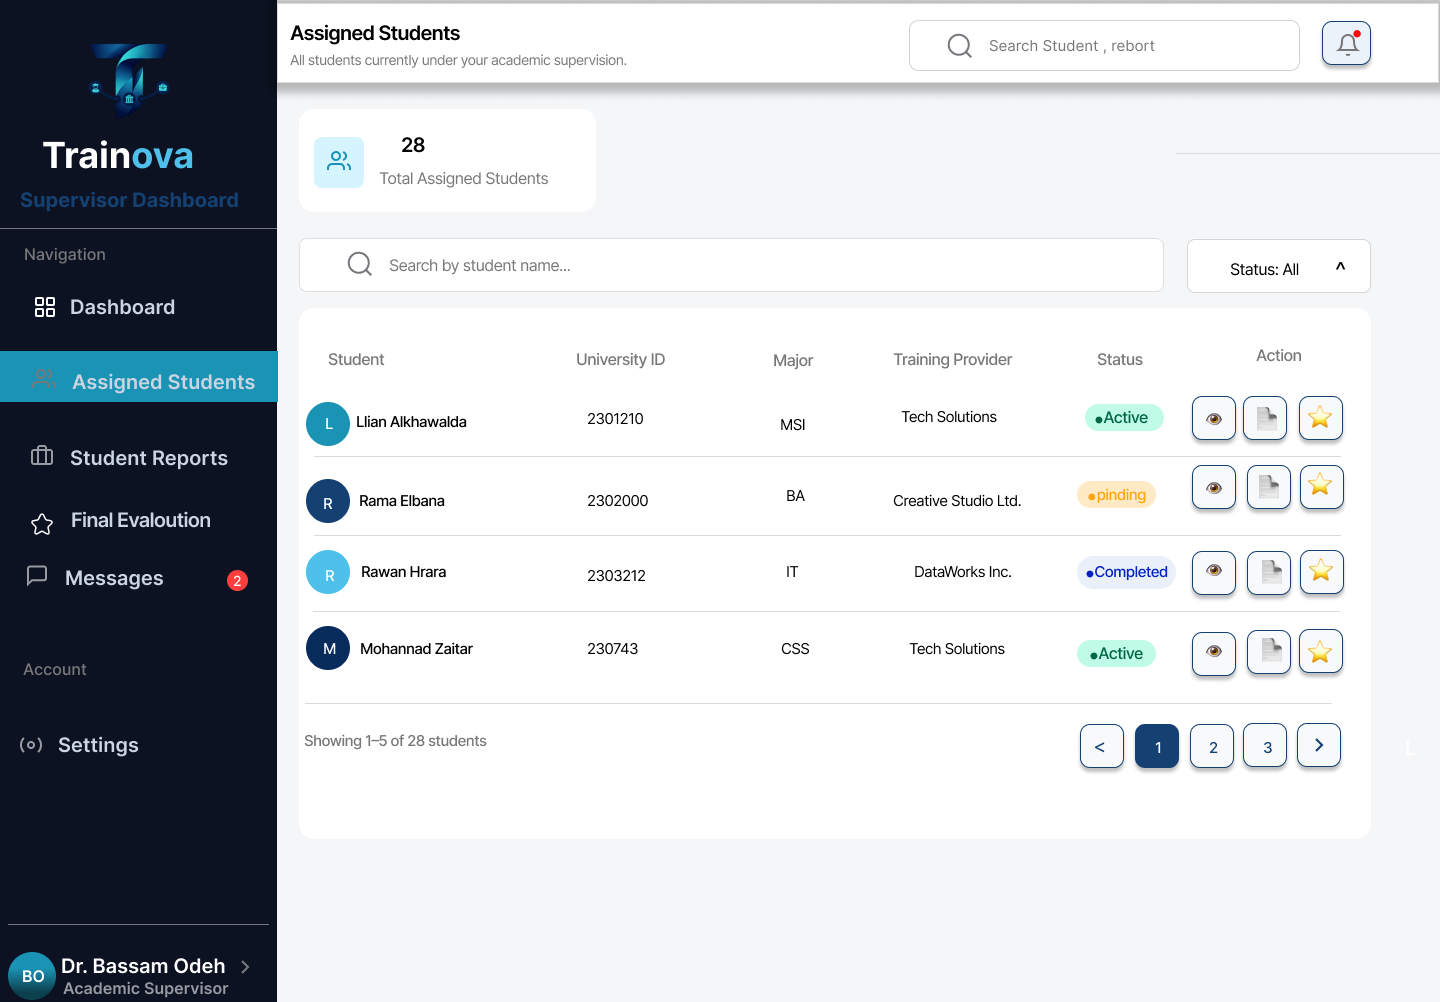 Trainova
Supervisor Dashboard
Navigation
Dashboard
Assigned Students
Student Reports
Final Evaloution
Messages
2
Account
Settings
BO
Dr. Bassam Odeh
Academic Supervisor
Assigned Students
All students currently under your academic supervision.
Search Student , rebort
28
Total Assigned Students
Search by student name...
Status: All ^
Student University ID Major Training Provider Status Action
L Llian Alkhawalda 2301210 MSI Tech Solutions Active
R Rama Elbana 2302000 BA Creative Studio Ltd. pinding
R Rawan Hrara 2303212 IT DataWorks Inc. Completed
M Mohannad Zaitar 230743 CSS Tech Solutions Active
Showing 1–5 of 28 students
< 1 2 3 >
L